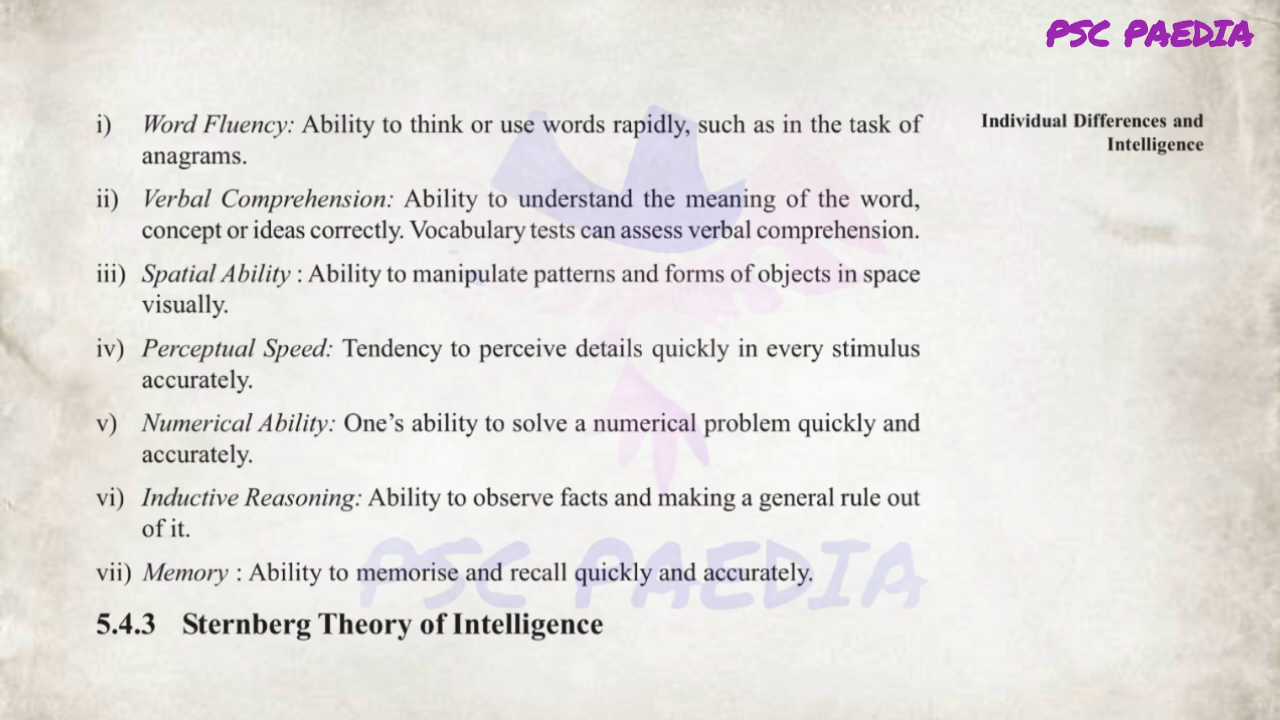 PSC PAEDIA
Individual Differences and
Intelligence
i) Word Fluency: Ability to think or use words rapidly, such as in the task of
anagrams.
ii) Verbal Comprehension: Ability to understand the meaning of the word,
concept or ideas correctly. Vocabulary tests can assess verbal comprehension.
iii) Spatial Ability : Ability to manipulate patterns and forms of objects in space
visually.
iv) Perceptual Speed: Tendency to perceive details quickly in every stimulus
accurately.
v) Numerical Ability: One’s ability to solve a numerical problem quickly and
accurately.
vi) Inductive Reasoning: Ability to observe facts and making a general rule out
of it.
vii) Memory : Ability to memorise and recall quickly and accurately.
PSC PAEDIA
5.4.3 Sternberg Theory of Intelligence